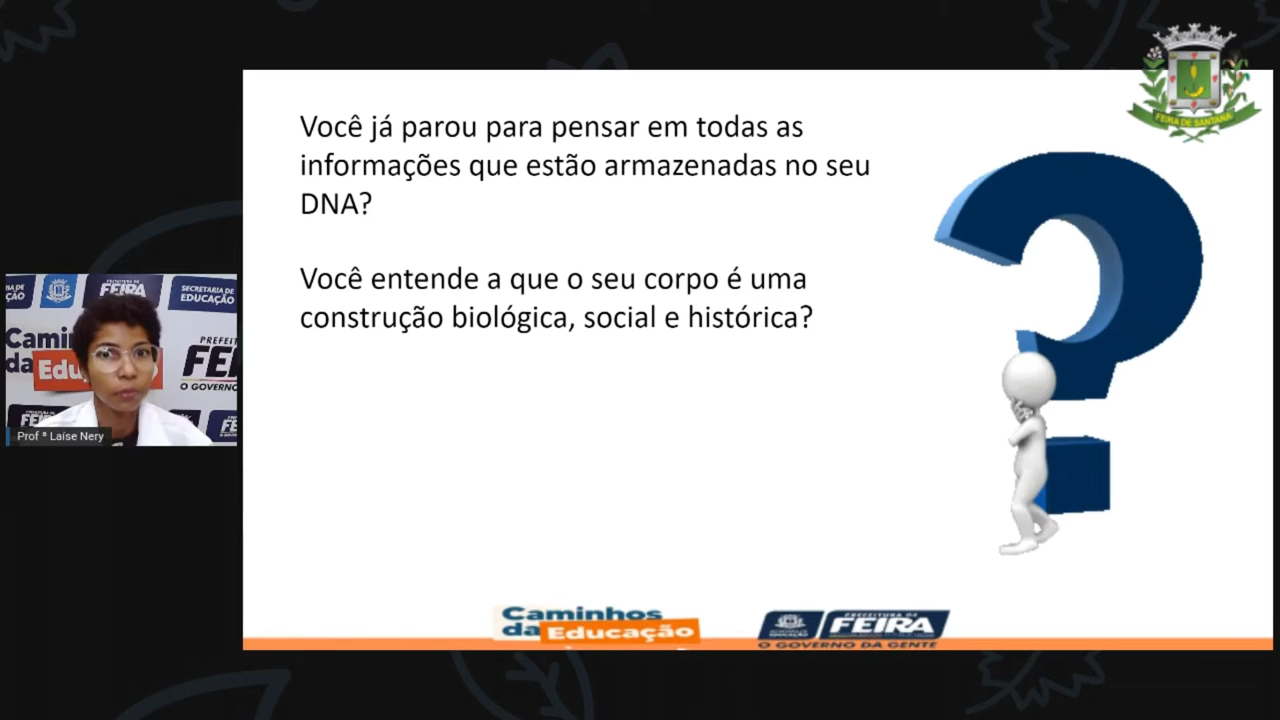 Você já parou para pensar em todas as
informações que estão armazenadas no seu
DNA?
Você entende a que o seu corpo é uma
construção biológica, social e histórica?
FEIRA DE SANTANA
SECRETARIA DE
EDUCAÇÃO
FEIRA
Prof ª Laíse Nery
Caminhos
da Educação
PREFEITURA DE
FEIRA
O GOVERNO DA GENTE